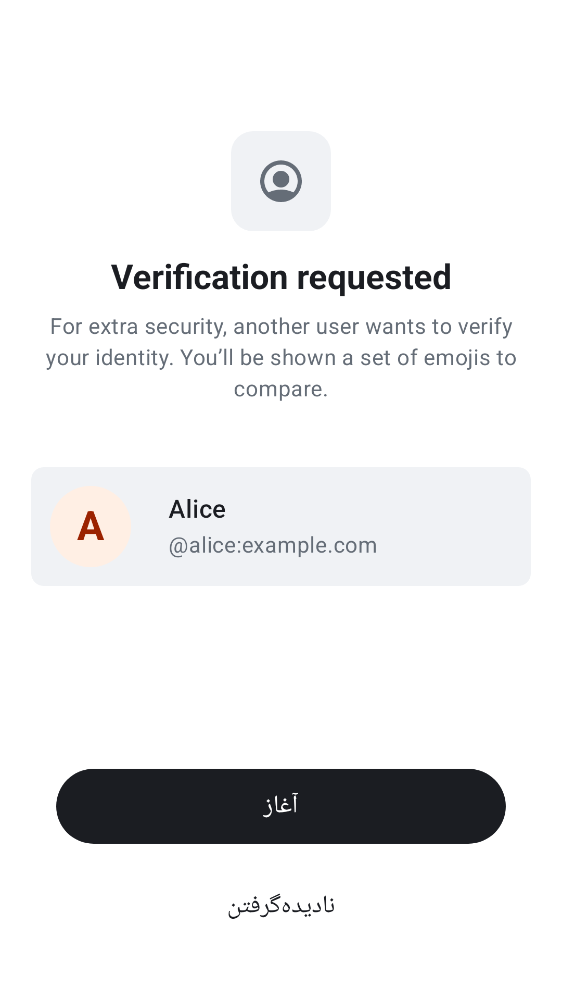 Verification requested
For extra security, another user wants to verify
your identity. You’ll be shown a set of emojis to
compare.
A
Alice
@alice:example.com
آغاز
نادیده‌گرفتن